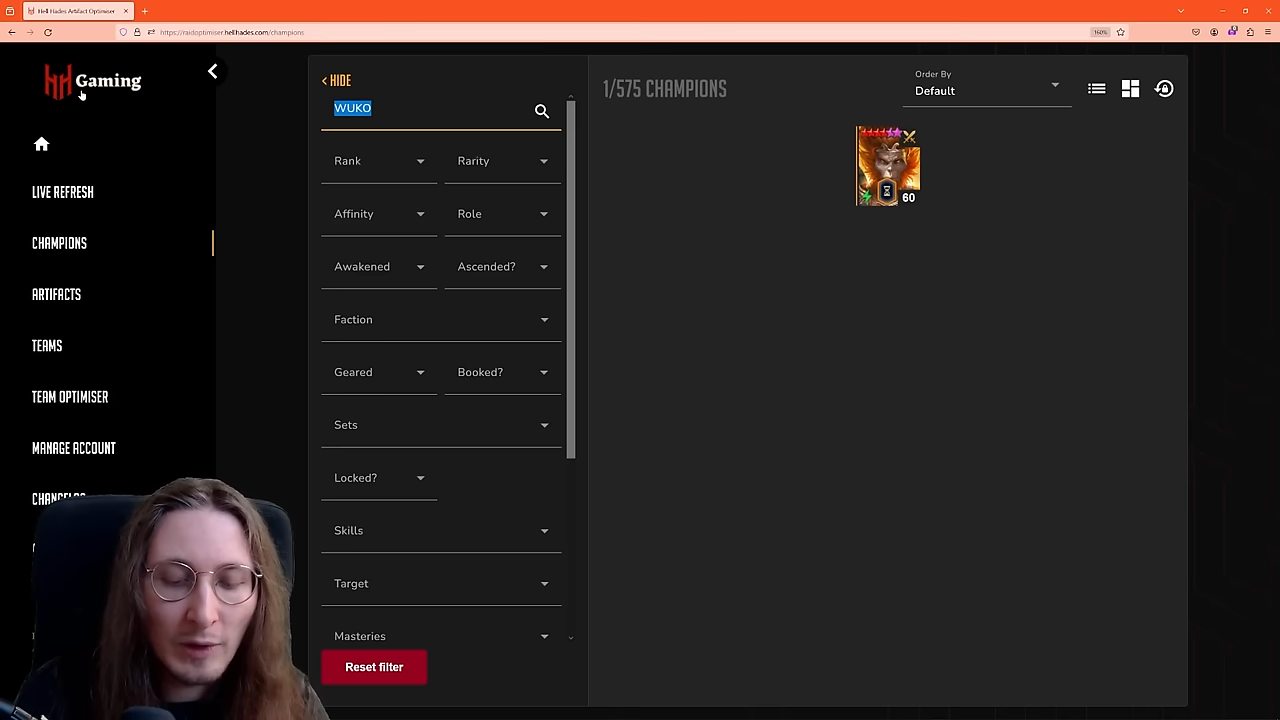 Hell Hades Artifact Optimiser
https://raidoptimiser.hellhades.com/champions
160%
Gaming
LIVE REFRESH
CHAMPIONS
ARTIFACTS
TEAMS
TEAM OPTIMISER
MANAGE ACCOUNT
HIDE
WUKO
Rank
Rarity
Affinity
Role
Awakened
Ascended?
Faction
Geared
Booked?
Sets
Locked?
Skills
Target
Masteries
Reset filter
1/575 CHAMPIONS
Order By
Default
60